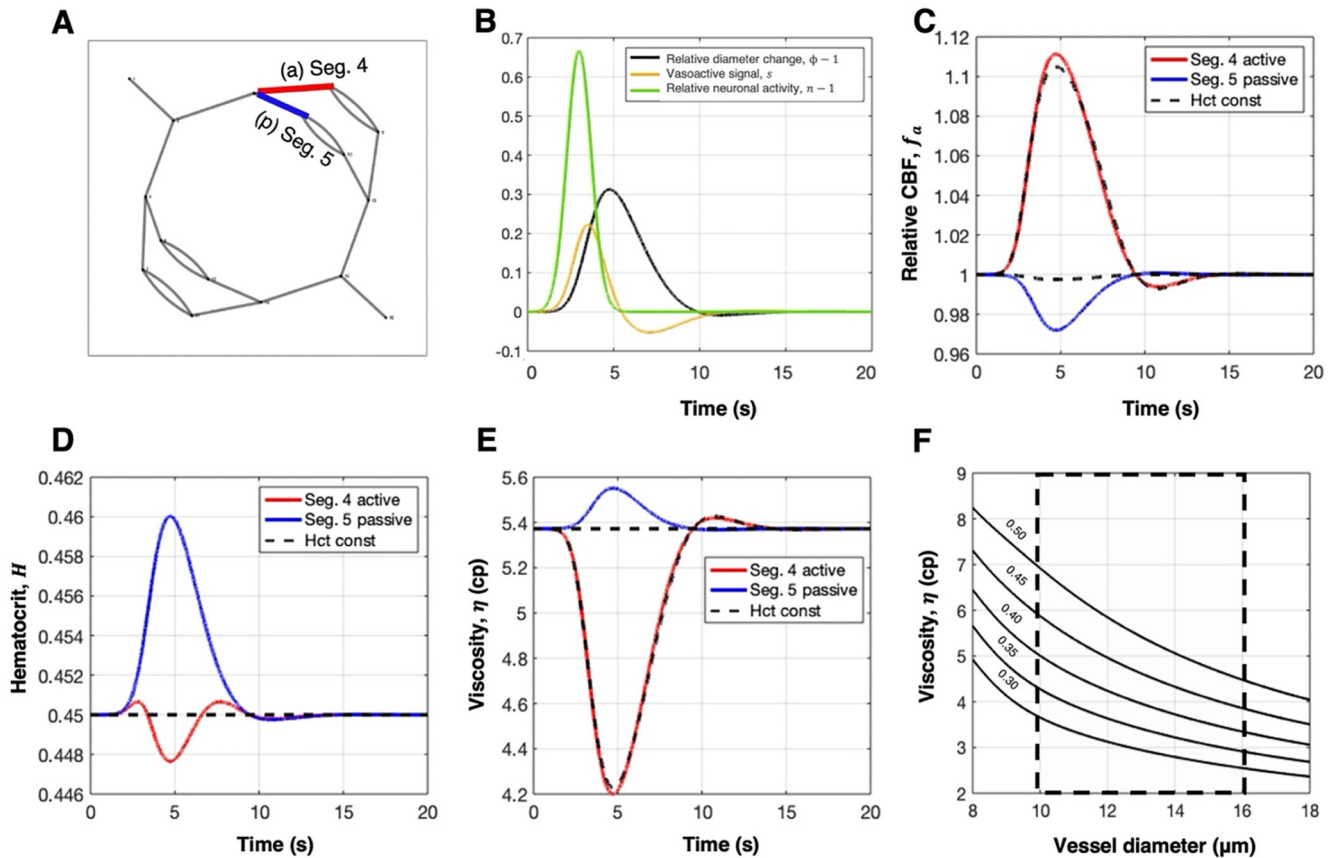 A
(a) Seg. 4
(p) Seg. 5
B
0.7
0.6
0.5
0.4
0.3
0.2
0.1
0
-0.1
Relative diameter change, ϕ − 1
Vasoactive signal, s
Relative neuronal activity, n − 1
0 5 10 15 20
Time (s)
C
Relative CBF, fa
1.12
1.1
1.08
1.06
1.04
1.02
1
0.98
0.96
Seg. 4 active
Seg. 5 passive
Hct const
0 5 10 15 20
Time (s)
D
Hematocrit, H
0.462
0.46
0.458
0.456
0.454
0.452
0.45
0.448
0.446
Seg. 4 active
Seg. 5 passive
Hct const
0 5 10 15 20
Time (s)
E
Viscosity, η (cp)
5.6
5.4
5.2
5
4.8
4.6
4.4
4.2
Seg. 4 active
Seg. 5 passive
Hct const
0 5 10 15 20
Time (s)
F
Viscosity, η (cp)
9
8
7
6
5
4
3
2
0.50
0.45
0.40
0.35
0.30
8 10 12 14 16 18
Vessel diameter (μm)